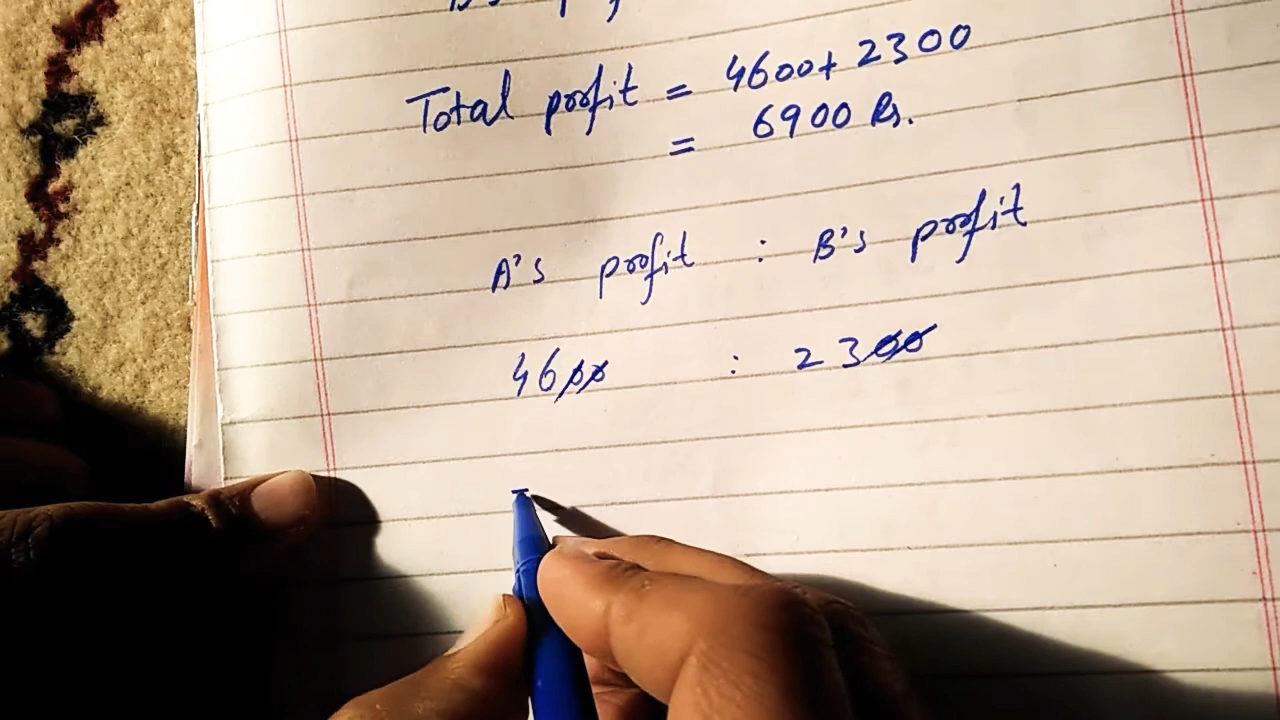 Total profit = 4600 + 2300
= 6900 Rs.
A's profit : B's profit
4600 : 2300